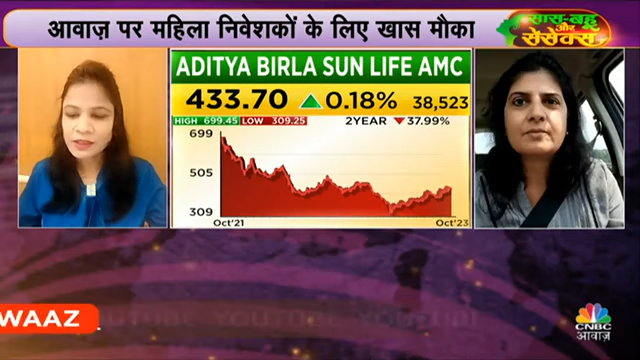 आवाज़ पर महिला निवेशकों के लिए खास मौका
सास-बहू
और
सेंसेक्स
ADITYA BIRLA SUN LIFE AMC
433.70 ▲ 0.18% 38,523
HIGH 699.45 LOW 309.25 2YEAR ▼ 37.99%
699
505
309
Oct'21 Oct'23
WAAZ
YOUTUBE
CNBC
आवाज़